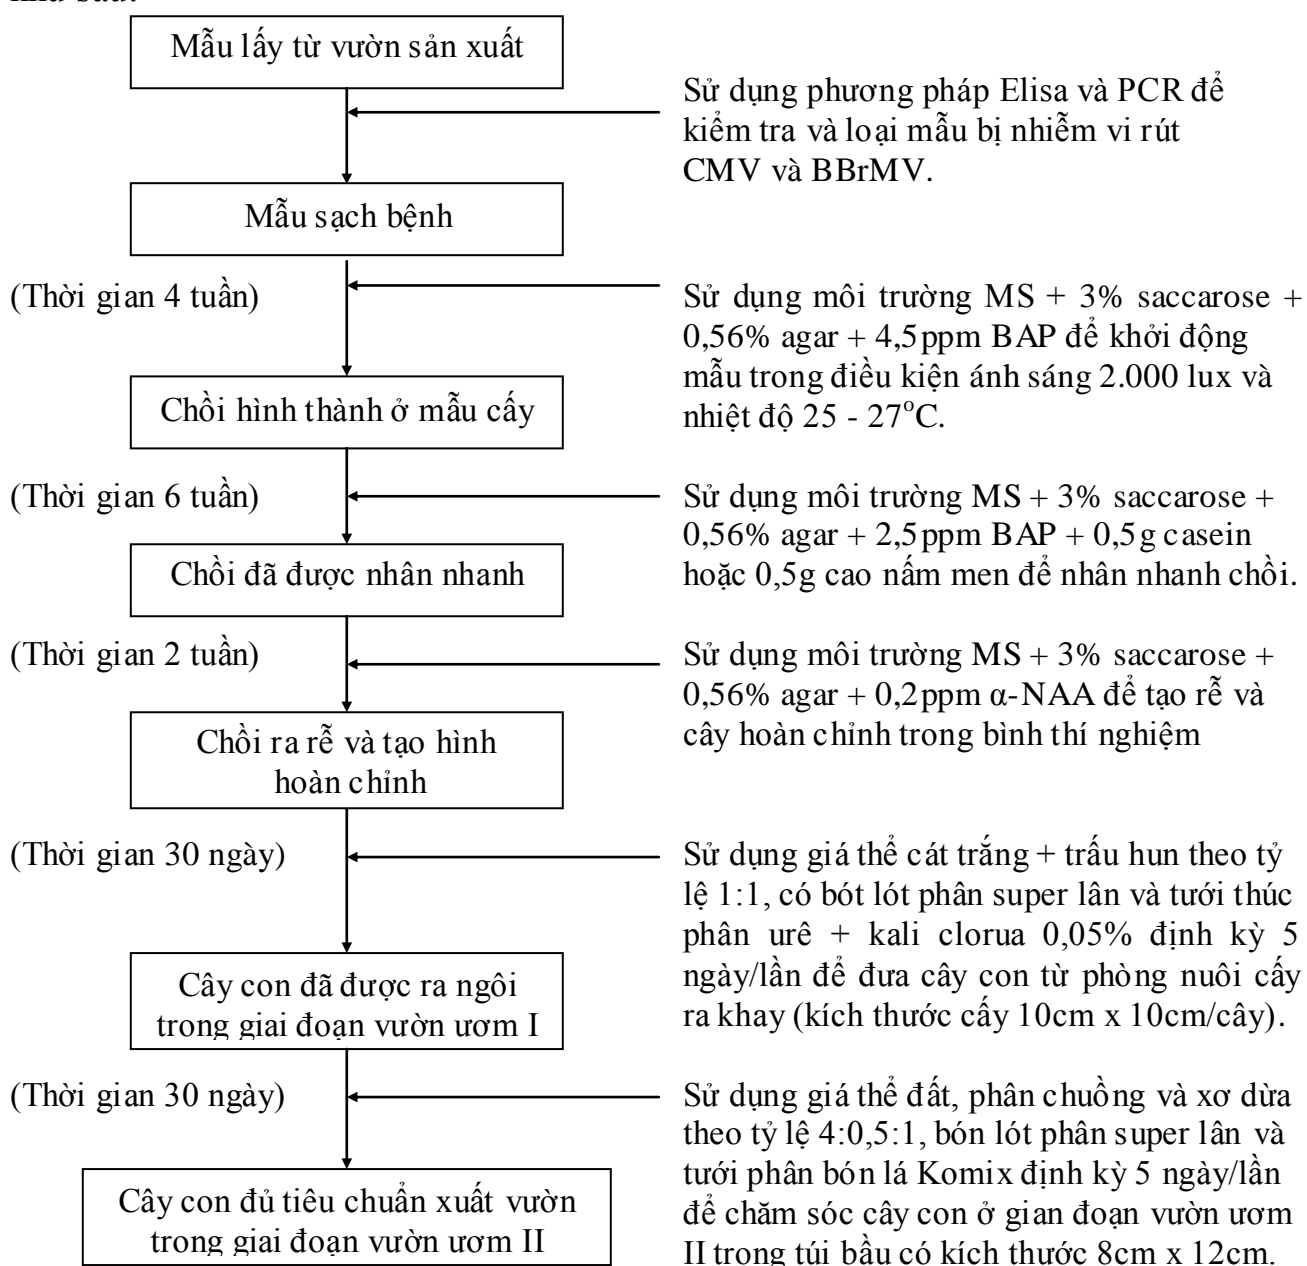 Mẫu lấy từ vườn sản xuất
Sử dụng phương pháp Elisa và PCR để
kiểm tra và loại mẫu bị nhiễm vi rút
CMV và BBrMV.
Mẫu sạch bệnh
(Thời gian 4 tuần)
Sử dụng môi trường MS + 3% saccarose +
0,56% agar + 4,5ppm BAP để khởi động
mẫu trong điều kiện ánh sáng 2.000 lux và
nhiệt độ 25 - 27°C.
Chồi hình thành ở mẫu cấy
(Thời gian 6 tuần)
Sử dụng môi trường MS + 3% saccarose +
0,56% agar + 2,5ppm BAP + 0,5g casein
hoặc 0,5g cao nấm men để nhân nhanh chồi.
Chồi đã được nhân nhanh
(Thời gian 2 tuần)
Sử dụng môi trường MS + 3% saccarose +
0,56% agar + 0,2ppm α-NAA để tạo rễ và
cây hoàn chỉnh trong bình thí nghiệm
Chồi ra rễ và tạo hình
hoàn chỉnh
(Thời gian 30 ngày)
Sử dụng giá thể cát trắng + trấu hun theo tỷ
lệ 1:1, có bót lót phân super lân và tưới thúc
phân urê + kali clorua 0,05% định kỳ 5
ngày/lần để đưa cây con từ phòng nuôi cấy
ra khay (kích thước cấy 10cm x 10cm/cây).
Cây con đã được ra ngôi
trong giai đoạn vườn ươm I
(Thời gian 30 ngày)
Sử dụng giá thể đất, phân chuồng và xơ dừa
theo tỷ lệ 4:0,5:1, bón lót phân super lân và
tưới phân bón lá Komix định kỳ 5 ngày/lần
để chăm sóc cây con ở gian đoạn vườn ươm
II trong túi bầu có kích thước 8cm x 12cm.
Cây con đủ tiêu chuẩn xuất vườn
trong giai đoạn vườn ươm II